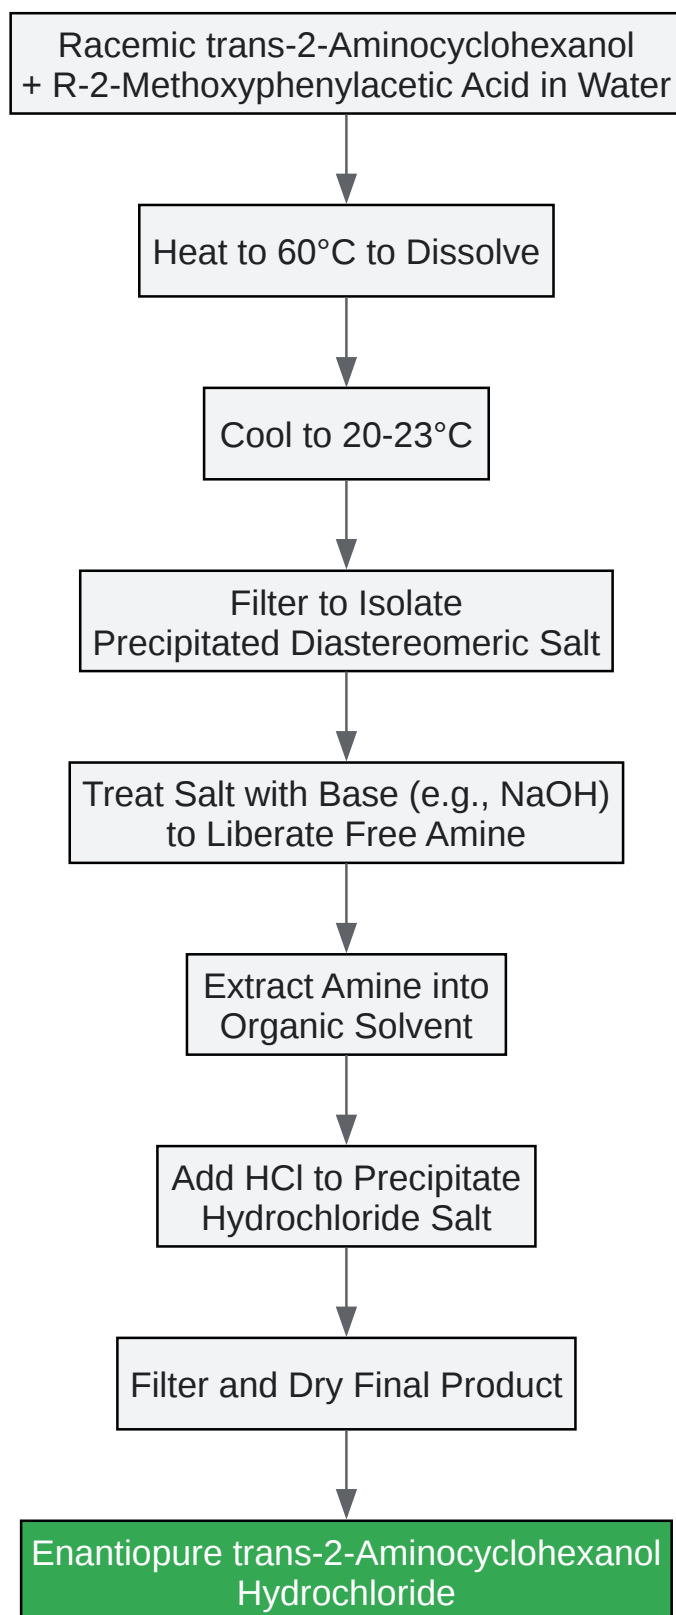 Racemic trans-2-Aminocyclohexanol
+ R-2-Methoxyphenylacetic Acid in Water
Heat to 60°C to Dissolve
Cool to 20-23°C
Filter to Isolate
Precipitated Diastereomeric Salt
Treat Salt with Base (e.g., NaOH)
to Liberate Free Amine
Extract Amine into
Organic Solvent
Add HCl to Precipitate
Hydrochloride Salt
Filter and Dry Final Product
Enantiopure trans-2-Aminocyclohexanol
Hydrochloride